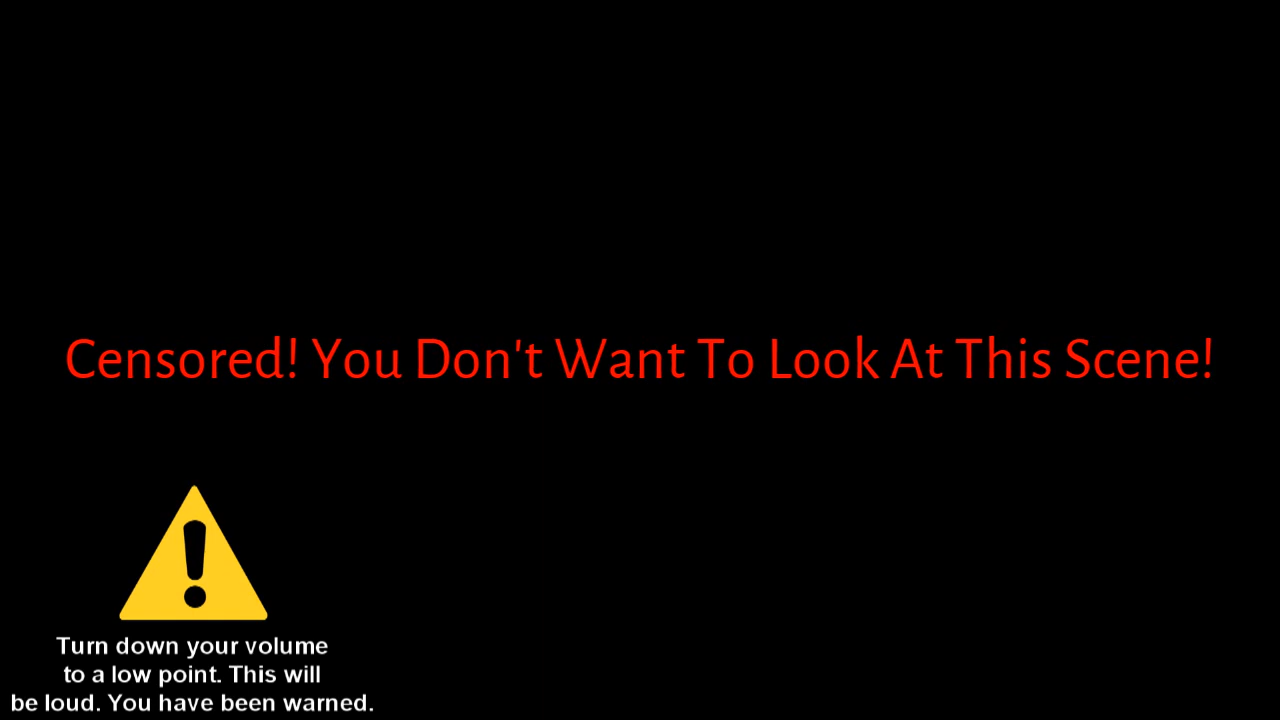 Censored! You Don't Want To Look At This Scene!
Turn down your volume
to a low point. This will
be loud. You have been warned.